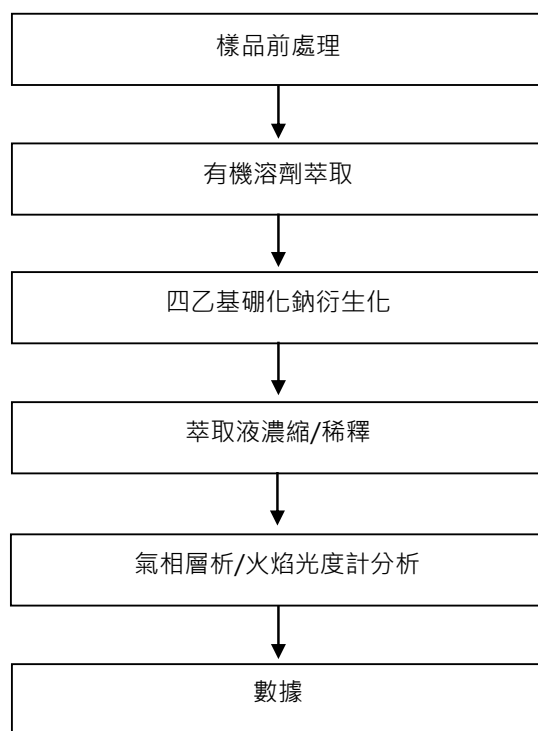 樣品前處理
有機溶劑萃取
四乙基硼化鈉衍生化
萃取液濃縮/稀釋
氣相層析/火焰光度計分析
數據